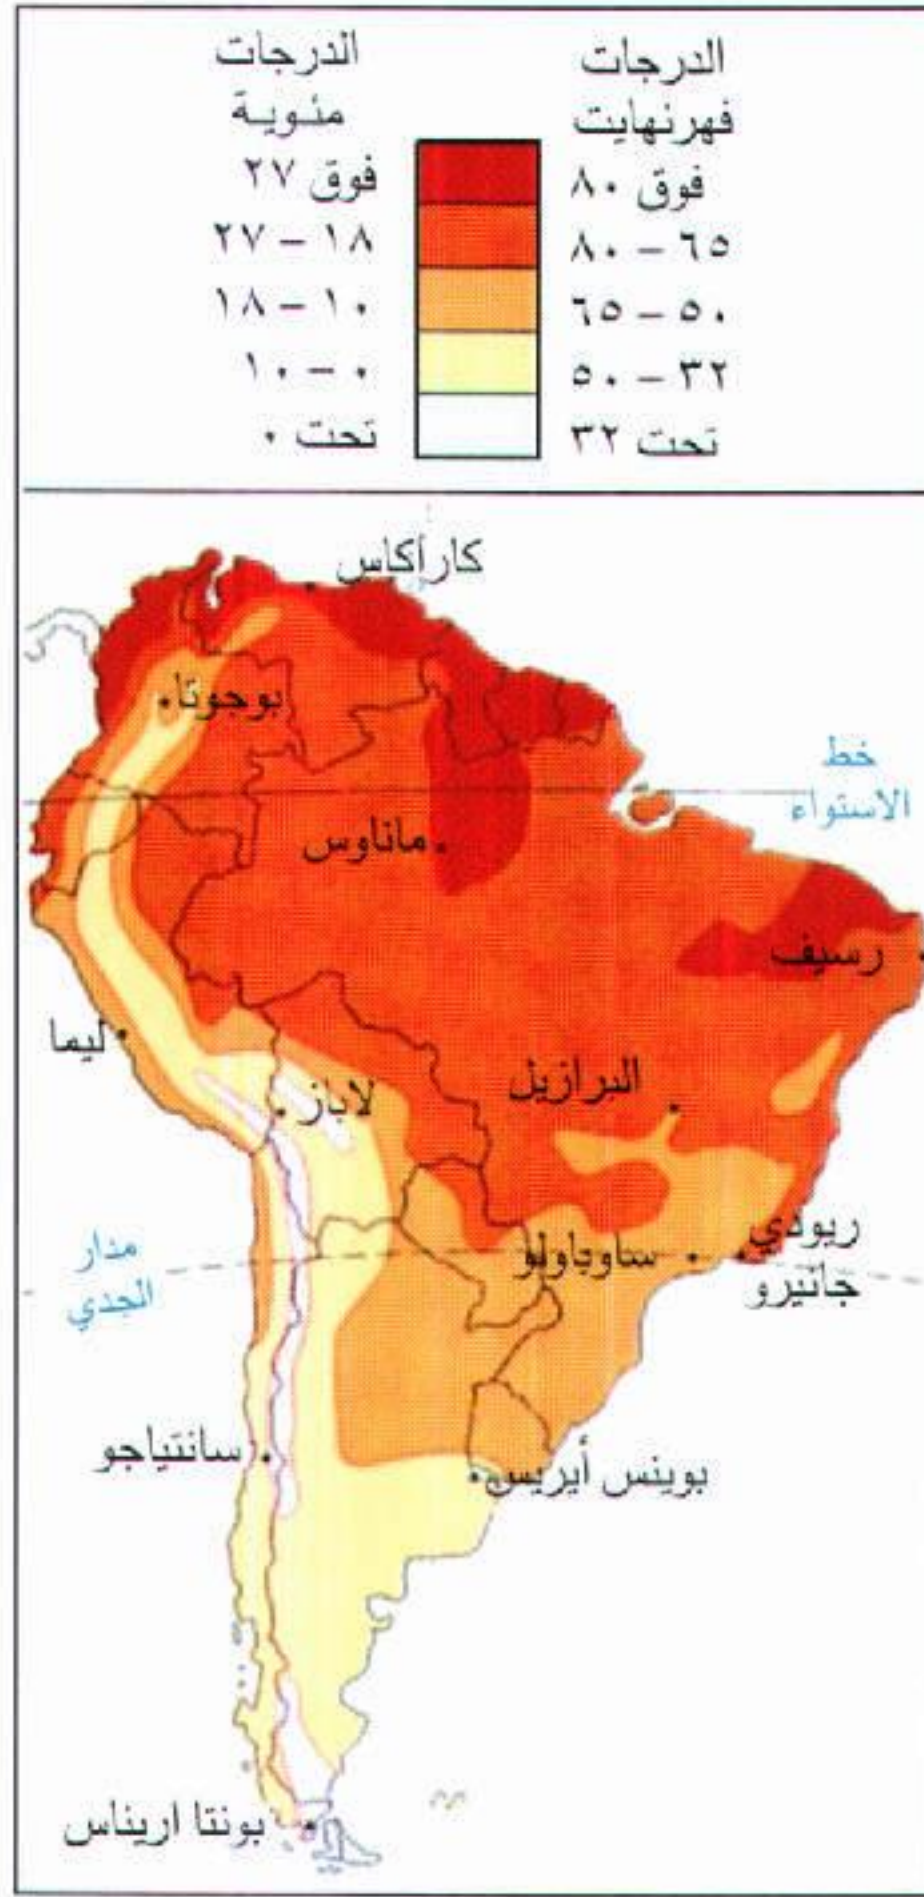 الدرجات
فهرنهايت
الدرجات
مئوية
فوق ٨٠
فوق ٢٧
٦٥ – ٨٠
١٨ – ٢٧
٥٠ – ٦٥
١٠ – ١٨
٣٢ – ٥٠
٠ – ١٠
تحت ٣٢
تحت ٠
كاراكاس
بوجوتا
خط
الاستواء
ماناوس
رسيف
ليما
البرازيل
لاباز
ريودي
جانيرو
ساوباولو
مدار
الجدي
سانتياجو
بوينس أيريس
بونتا اريناس